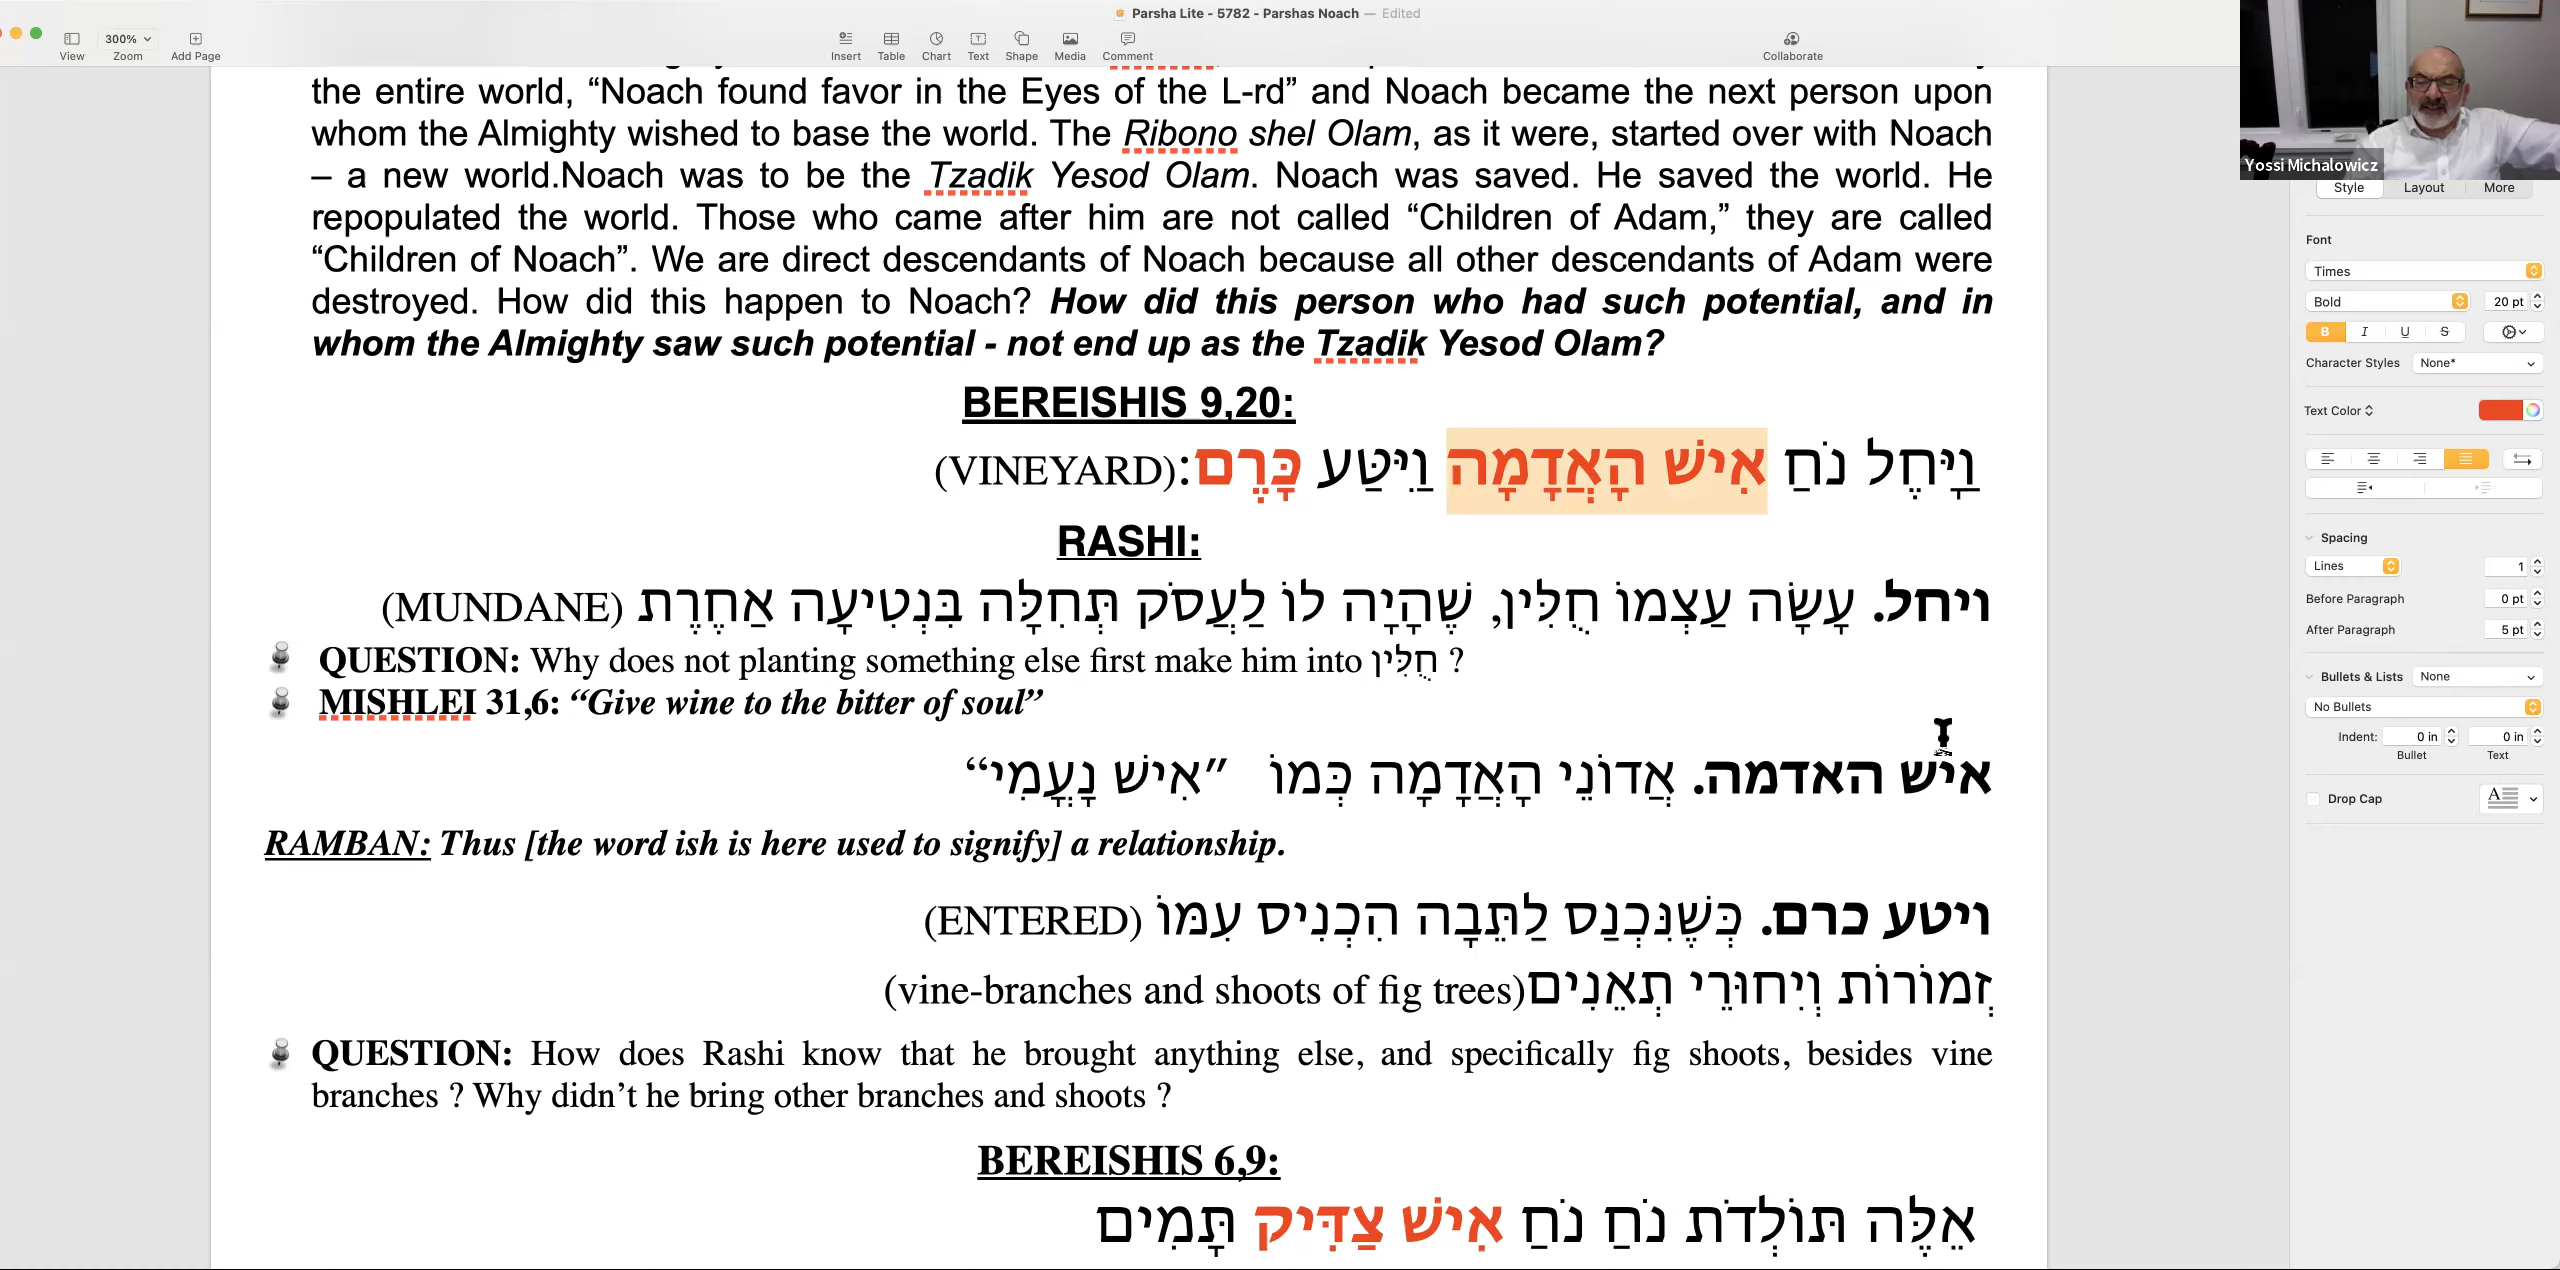 Parsha Lite - 5782 - Parshas Noach — Edited
300%
View Zoom Add Page Insert Table Chart Text Shape Media Comment Collaborate
the entire world, “Noach found favor in the Eyes of the L-rd” and Noach became the next person upon
whom the Almighty wished to base the world. The Ribono shel Olam, as it were, started over with Noach
– a new world.Noach was to be the Tzadik Yesod Olam. Noach was saved. He saved the world. He
repopulated the world. Those who came after him are not called “Children of Adam,” they are called
“Children of Noach”. We are direct descendants of Noach because all other descendants of Adam were
destroyed. How did this happen to Noach? How did this person who had such potential, and in
whom the Almighty saw such potential - not end up as the Tzadik Yesod Olam?
BEREISHIS 9,20:
וַיָּחֶל נֹחַ אִישׁ הָאֲדָמָה וַיִּטַּע כָּרֶם: (VINEYARD)
RASHI:
ויחל. עָשָׂה עַצְמוֹ חֻלִּין, שֶׁהָיָה לוֹ לַעֲסֹק תְּחִלָּה בִּנְטִיעָה אַחֶרֶת (MUNDANE)
QUESTION: Why does not planting something else first make him into חֻלִּין ?
MISHLEI 31,6: “Give wine to the bitter of soul”
איש האדמה. אֲדוֹנֵי הָאֲדָמָה כְּמוֹ ”אִישׁ נָעֳמִי“
RAMBAN: Thus [the word ish is here used to signify] a relationship.
ויטע כרם. כְּשֶׁנִּכְנַס לַתֵּבָה הִכְנִיס עִמּוֹ (ENTERED)
זְמוֹרוֹת וְיִחוּרֵי תְאֵנִים (vine-branches and shoots of fig trees)
QUESTION: How does Rashi know that he brought anything else, and specifically fig shoots, besides vine
branches ? Why didn’t he bring other branches and shoots ?
BEREISHIS 6,9:
אֵלֶּה תּוֹלְדֹת נֹחַ נֹחַ אִישׁ צַדִּיק תָּמִים
Yossi Michalowicz
Style Layout More
Font
Times
Bold 20 pt
B I U S
Character Styles None*
Text Color
Spacing
Lines 1
Before Paragraph 0 pt
After Paragraph 5 pt
Bullets & Lists None
No Bullets
Indent: 0 in 0 in
Bullet Text
Drop Cap A